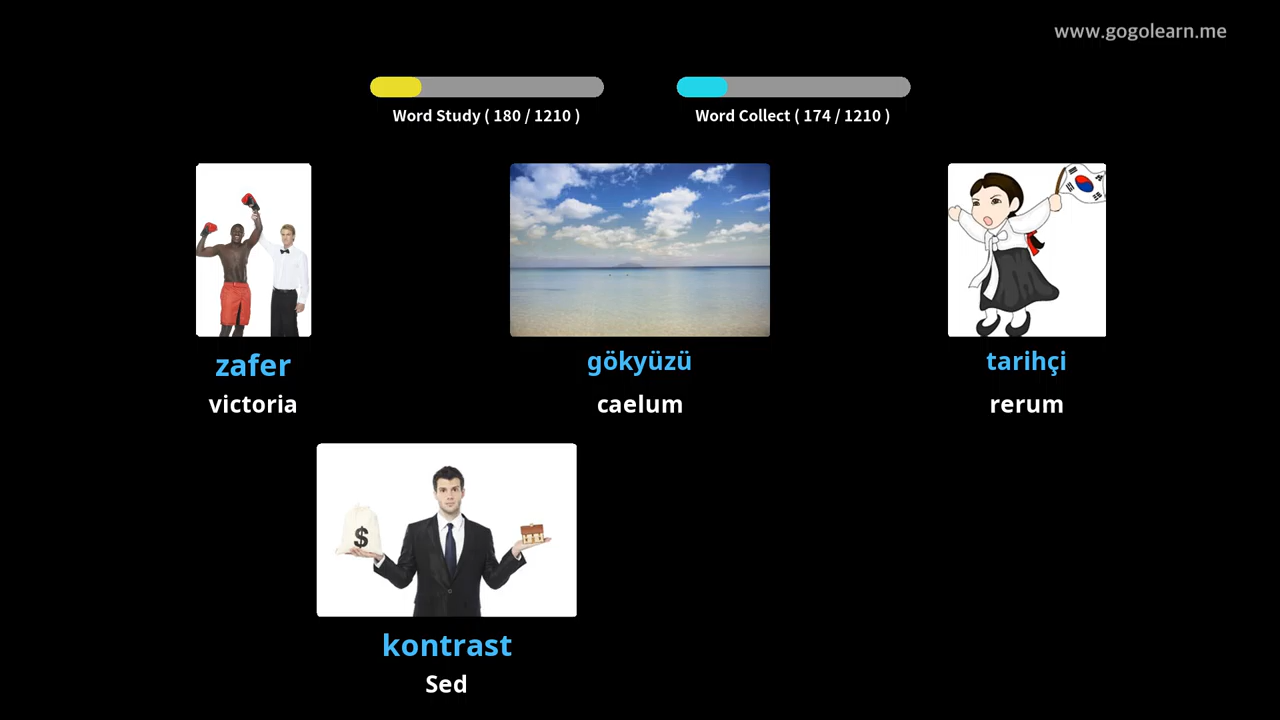 www.gogolearn.me
Word Study ( 180 / 1210 )
Word Collect ( 174 / 1210 )
zafer
victoria
gökyüzü
caelum
tarihçi
rerum
$
kontrast
Sed